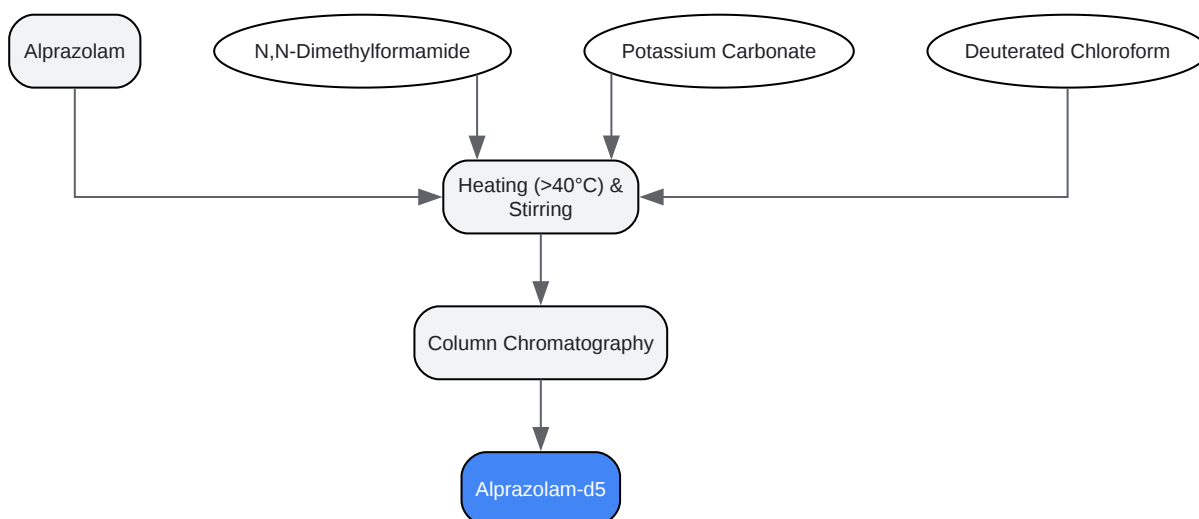 Alprazolam
N,N-Dimethylformamide
Potassium Carbonate
Deuterated Chloroform
Heating (>40°C) &
Stirring
Column Chromatography
Alprazolam-d5